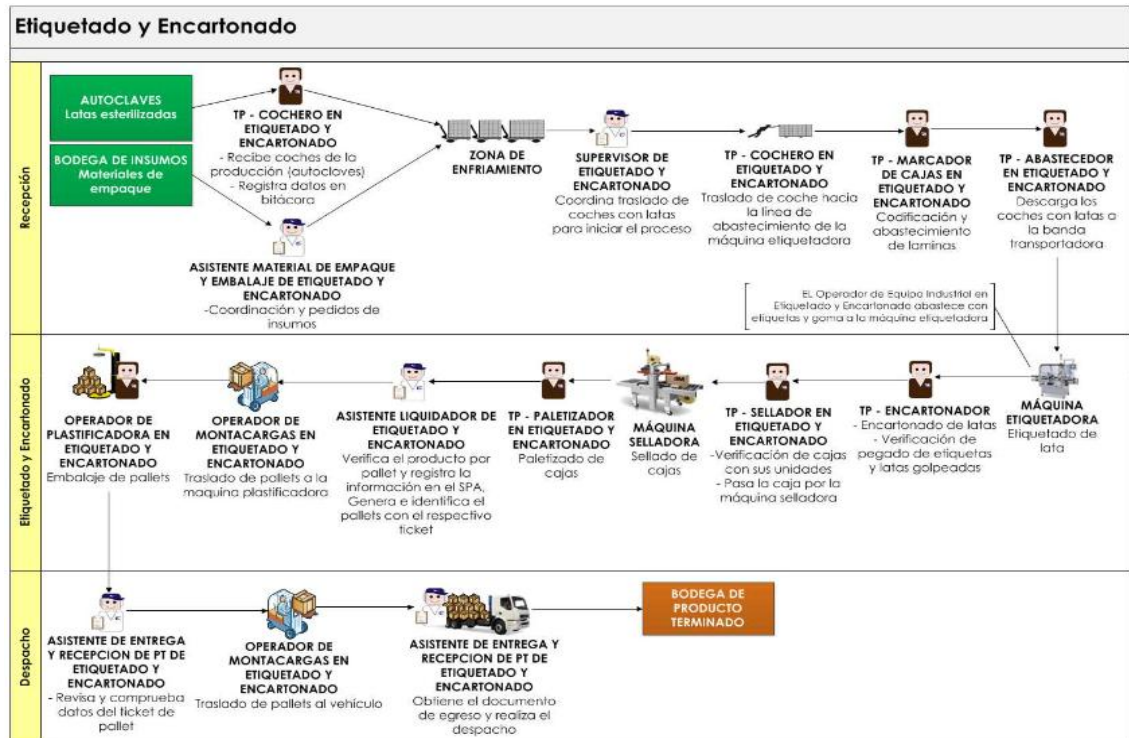 Etiquetado y Encartonado
Recepción
AUTOCLAVES
Latas esterilizadas
BODEGA DE INSUMOS
Materiales de
empaque
TP - COCHERO EN
ETIQUETADO Y
ENCARTONADO
- Recibe coches de la
producción (autoclaves)
- Registra datos en
bitácora
ASISTENTE MATERIAL DE EMPAQUE
Y EMBALAJE DE ETIQUETADO Y
ENCARTONADO
-Coordinación y pedidos de
insumos
ZONA DE
ENFRIAMIENTO
SUPERVISOR DE
ETIQUETADO Y
ENCARTONADO
Coordina traslado de
coches con latas
para iniciar el proceso
TP - COCHERO EN
ETIQUETADO Y
ENCARTONADO
Traslado de coche hacia
la línea de
abastecimiento de la
máquina etiquetadora
TP - MARCADOR
DE CAJAS EN
ETIQUETADO Y
ENCARTONADO
Codificación y
abastecimiento
de laminas
TP - ABASTECEDOR
EN ETIQUETADO Y
ENCARTONADO
Descarga los
coches con latas a
la banda
transportadora
EL Operador de Equipo Industrial en
Etiquetado y Encartonado abastece con
etiquetas y goma a la máquina etiquetadora
Etiquetado y Encartonado
MÁQUINA
ETIQUETADORA
Etiquetado de
lata
TP - ENCARTONADOR
- Encartonado de latas
- Verificación de
pegado de etiquetas
y latas golpeadas
TP - SELLADOR EN
ETIQUETADO Y
ENCARTONADO
-Verificación de cajas
con sus unidades
- Pasa la caja por la
máquina selladora
MÁQUINA
SELLADORA
Sellado de
cajas
TP - PALETIZADOR
EN ETIQUETADO Y
ENCARTONADO
Paletizado de
cajas
ASISTENTE LIQUIDADOR DE
ETIQUETADO Y
ENCARTONADO
Verifica el producto por
pallet y registra la
información en el SPA,
Genera e identifica el
pallets con el respectivo
ticket
OPERADOR DE
MONTACARGAS EN
ETIQUETADO Y
ENCARTONADO
Traslado de pallets a la
maquina plastificadora
OPERADOR DE
PLASTIFICADORA EN
ETIQUETADO Y
ENCARTONADO
Embalaje de pallets
Despacho
ASISTENTE DE ENTREGA
Y RECEPCION DE PT DE
ETIQUETADO Y
ENCARTONADO
- Revisa y comprueba
datos del ticket de
pallet
OPERADOR DE
MONTACARGAS EN
ETIQUETADO Y
ENCARTONADO
Traslado de pallets al vehículo
ASISTENTE DE ENTREGA Y
RECEPCION DE PT DE
ETIQUETADO Y
ENCARTONADO
Obtiene el documento
de egreso y realiza el
despacho
BODEGA DE
PRODUCTO
TERMINADO